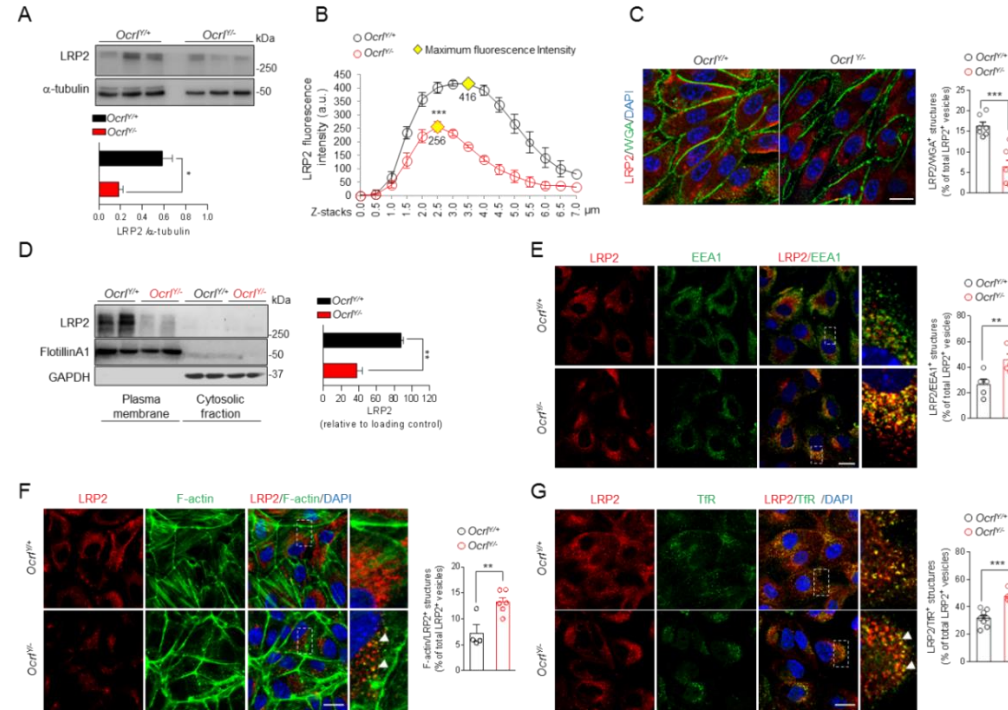 A
Ocrl^Y/+ Ocrl^Y/-
kDa
LRP2
-250
α-tubulin
-50
Ocrl^Y/+
Ocrl^Y/-
*
0.0 0.2 0.4 0.6 0.8 1.0
LRP2 /α-tubulin
B
Ocrl^Y/+
Ocrl^Y/-
Maximum fluorescence Intensity
LRP2 fluorescence
intensity (a.u.)
450
400
350
300
250
200
150
100
50
0
416
***
256
Z-stacks
0.0 0.5 1.0 1.5 2.0 2.5 3.0 3.5 4.0 4.5 5.0 5.5 6.0 6.5 7.0 μm
C
Ocrl^Y/+ Ocrl^Y/-
LRP2/WGA/DAPI
Ocrl^Y/+
Ocrl^Y/-
LRP2/WGA⁺ structures
(% of total LRP2⁺ vesicles)
25
20
15
10
5
0
***
D
Ocrl^Y/+ Ocrl^Y/- Ocrl^Y/+ Ocrl^Y/-
kDa
LRP2
-250
FlotillinA1
-50
GAPDH
-37
Plasma
membrane
Cytosolic
fraction
Ocrl^Y/+
Ocrl^Y/-
**
0 20 40 60 80 100 120
LRP2
(relative to loading control)
E
LRP2 EEA1 LRP2/EEA1
Ocrl^Y/+
Ocrl^Y/-
Ocrl^Y/+
Ocrl^Y/-
LRP2/EEA1⁺ structures
(% of total LRP2⁺ vesicles)
80
60
40
20
0
**
F
LRP2 F-actin LRP2/F-actin/DAPI
Ocrl^Y/+
Ocrl^Y/-
Ocrl^Y/+
Ocrl^Y/-
F-actin/LRP2⁺ structures
(% of total LRP2⁺ vesicles)
20
15
10
5
0
**
G
LRP2 TfR LRP2/TfR /DAPI
Ocrl^Y/+
Ocrl^Y/-
Ocrl^Y/+
Ocrl^Y/-
LRP2/TfR⁺ structures
(% of total LRP2⁺ vesicles)
80
60
40
20
0
***